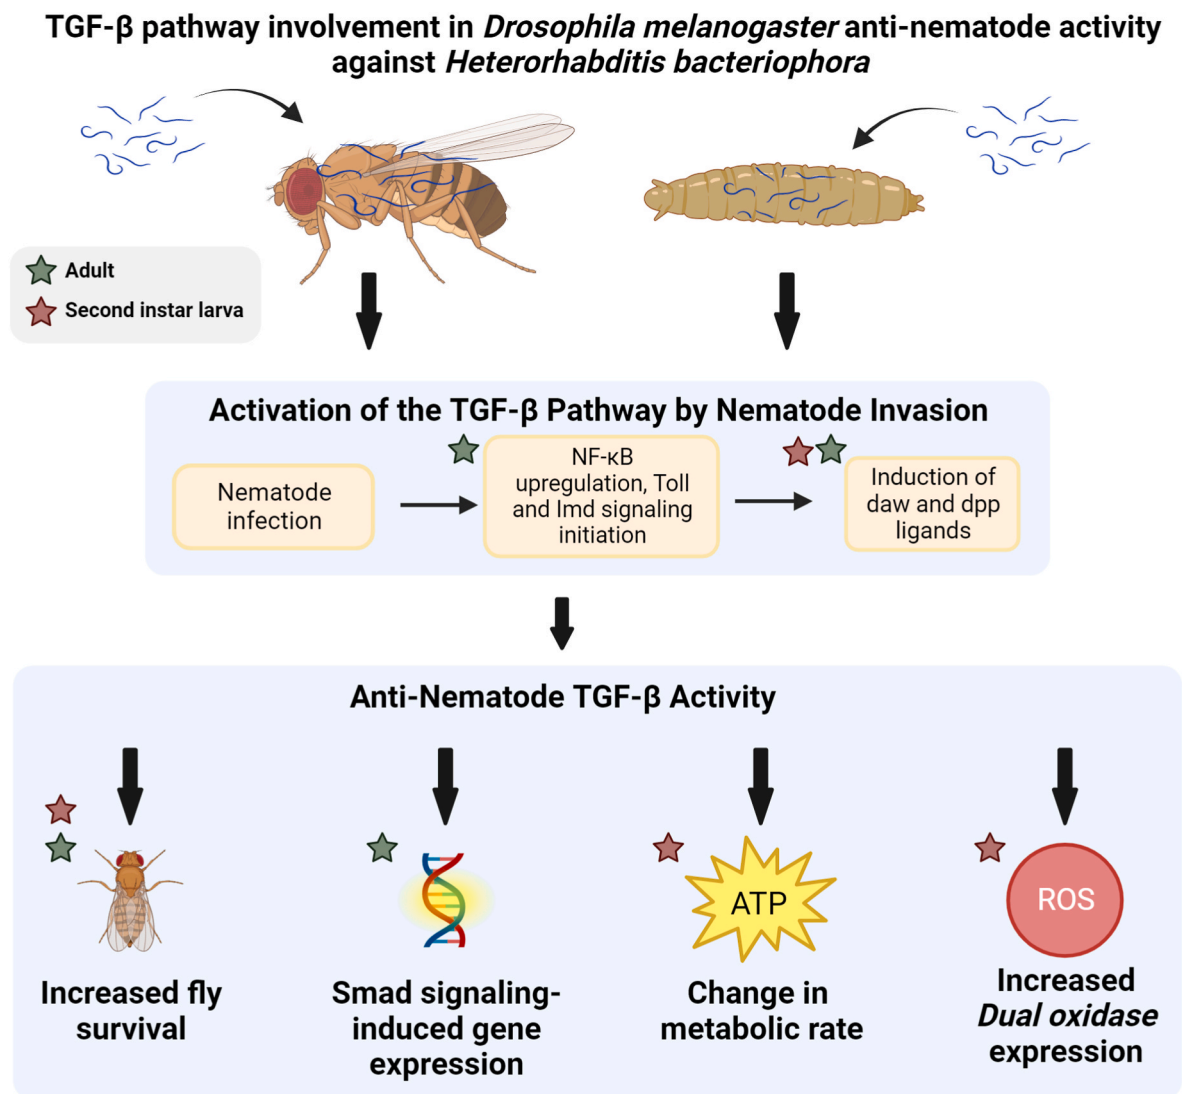 TGF-β pathway involvement in Drosophila melanogaster anti-nematode activity
against Heterorhabditis bacteriophora
Adult
Second instar larva
Activation of the TGF-β Pathway by Nematode Invasion
Nematode
infection
NF-κB
upregulation, Toll
and Imd signaling
initiation
Induction of
daw and dpp
ligands
Anti-Nematode TGF-β Activity
Increased fly
survival
Smad signaling-
induced gene
expression
ATP
Change in
metabolic rate
ROS
Increased
Dual oxidase
expression